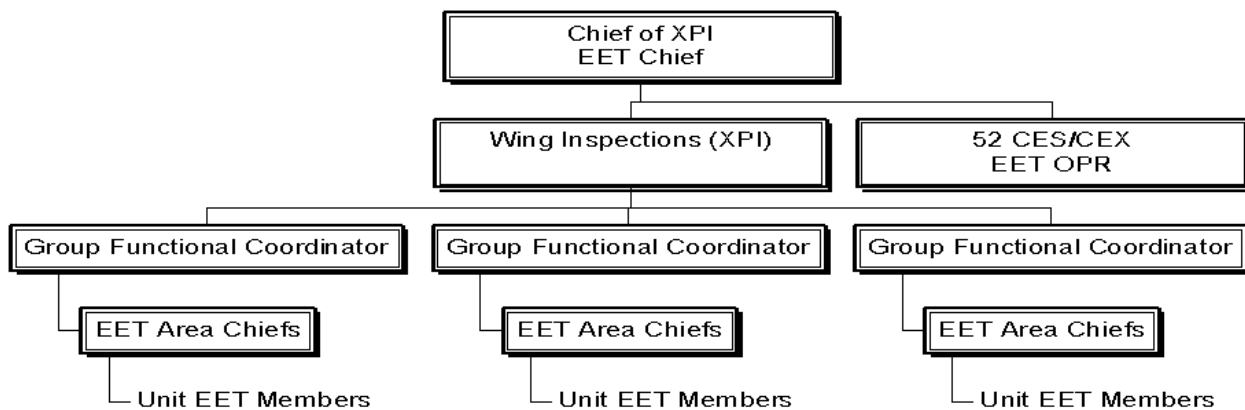 Chief of XPI
EET Chief
Wing Inspections (XPI)
52 CES/CEX
EET OPR
Group Functional Coordinator
Group Functional Coordinator
Group Functional Coordinator
EET Area Chiefs
EET Area Chiefs
EET Area Chiefs
Unit EET Members
Unit EET Members
Unit EET Members